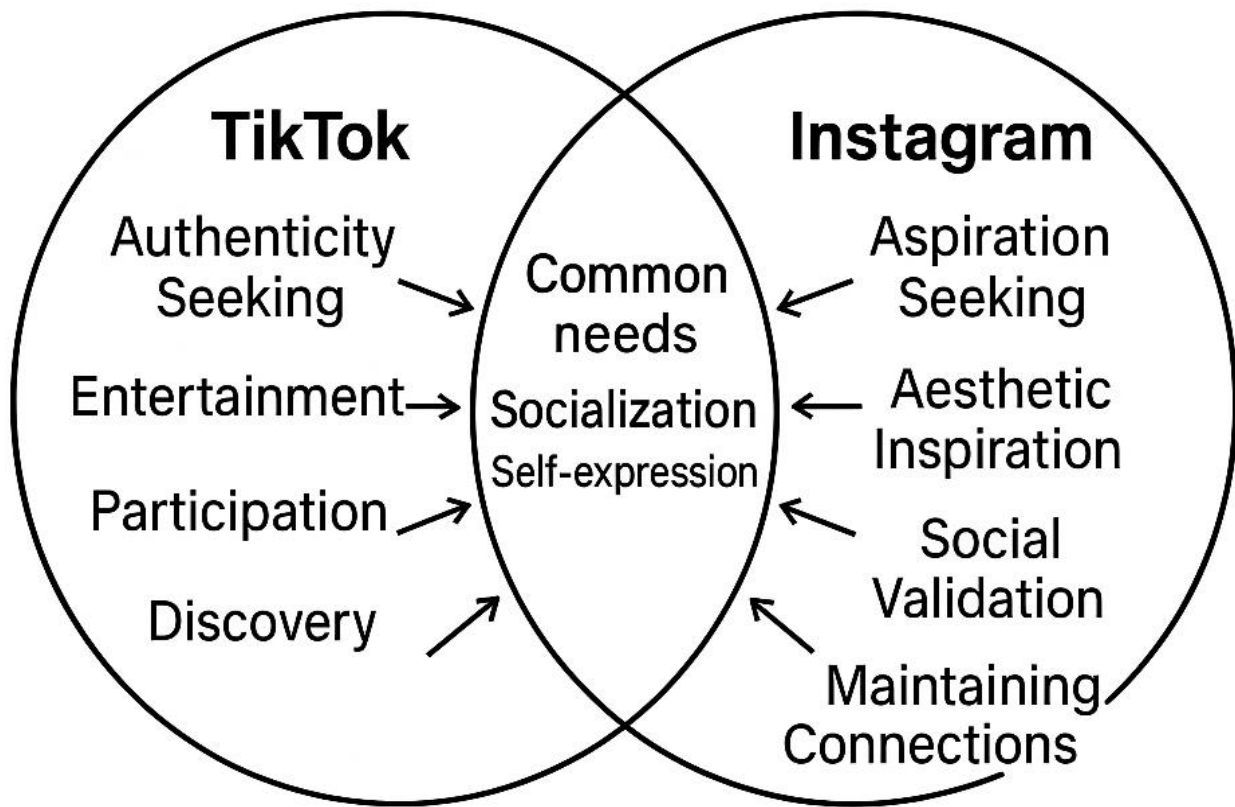 TikTok
Authenticity
Seeking
Entertainment
Participation
Discovery
Common
needs
Socialization
Self-expression
Instagram
Aspiration
Seeking
Aesthetic
Inspiration
Social
Validation
Maintaining
Connections